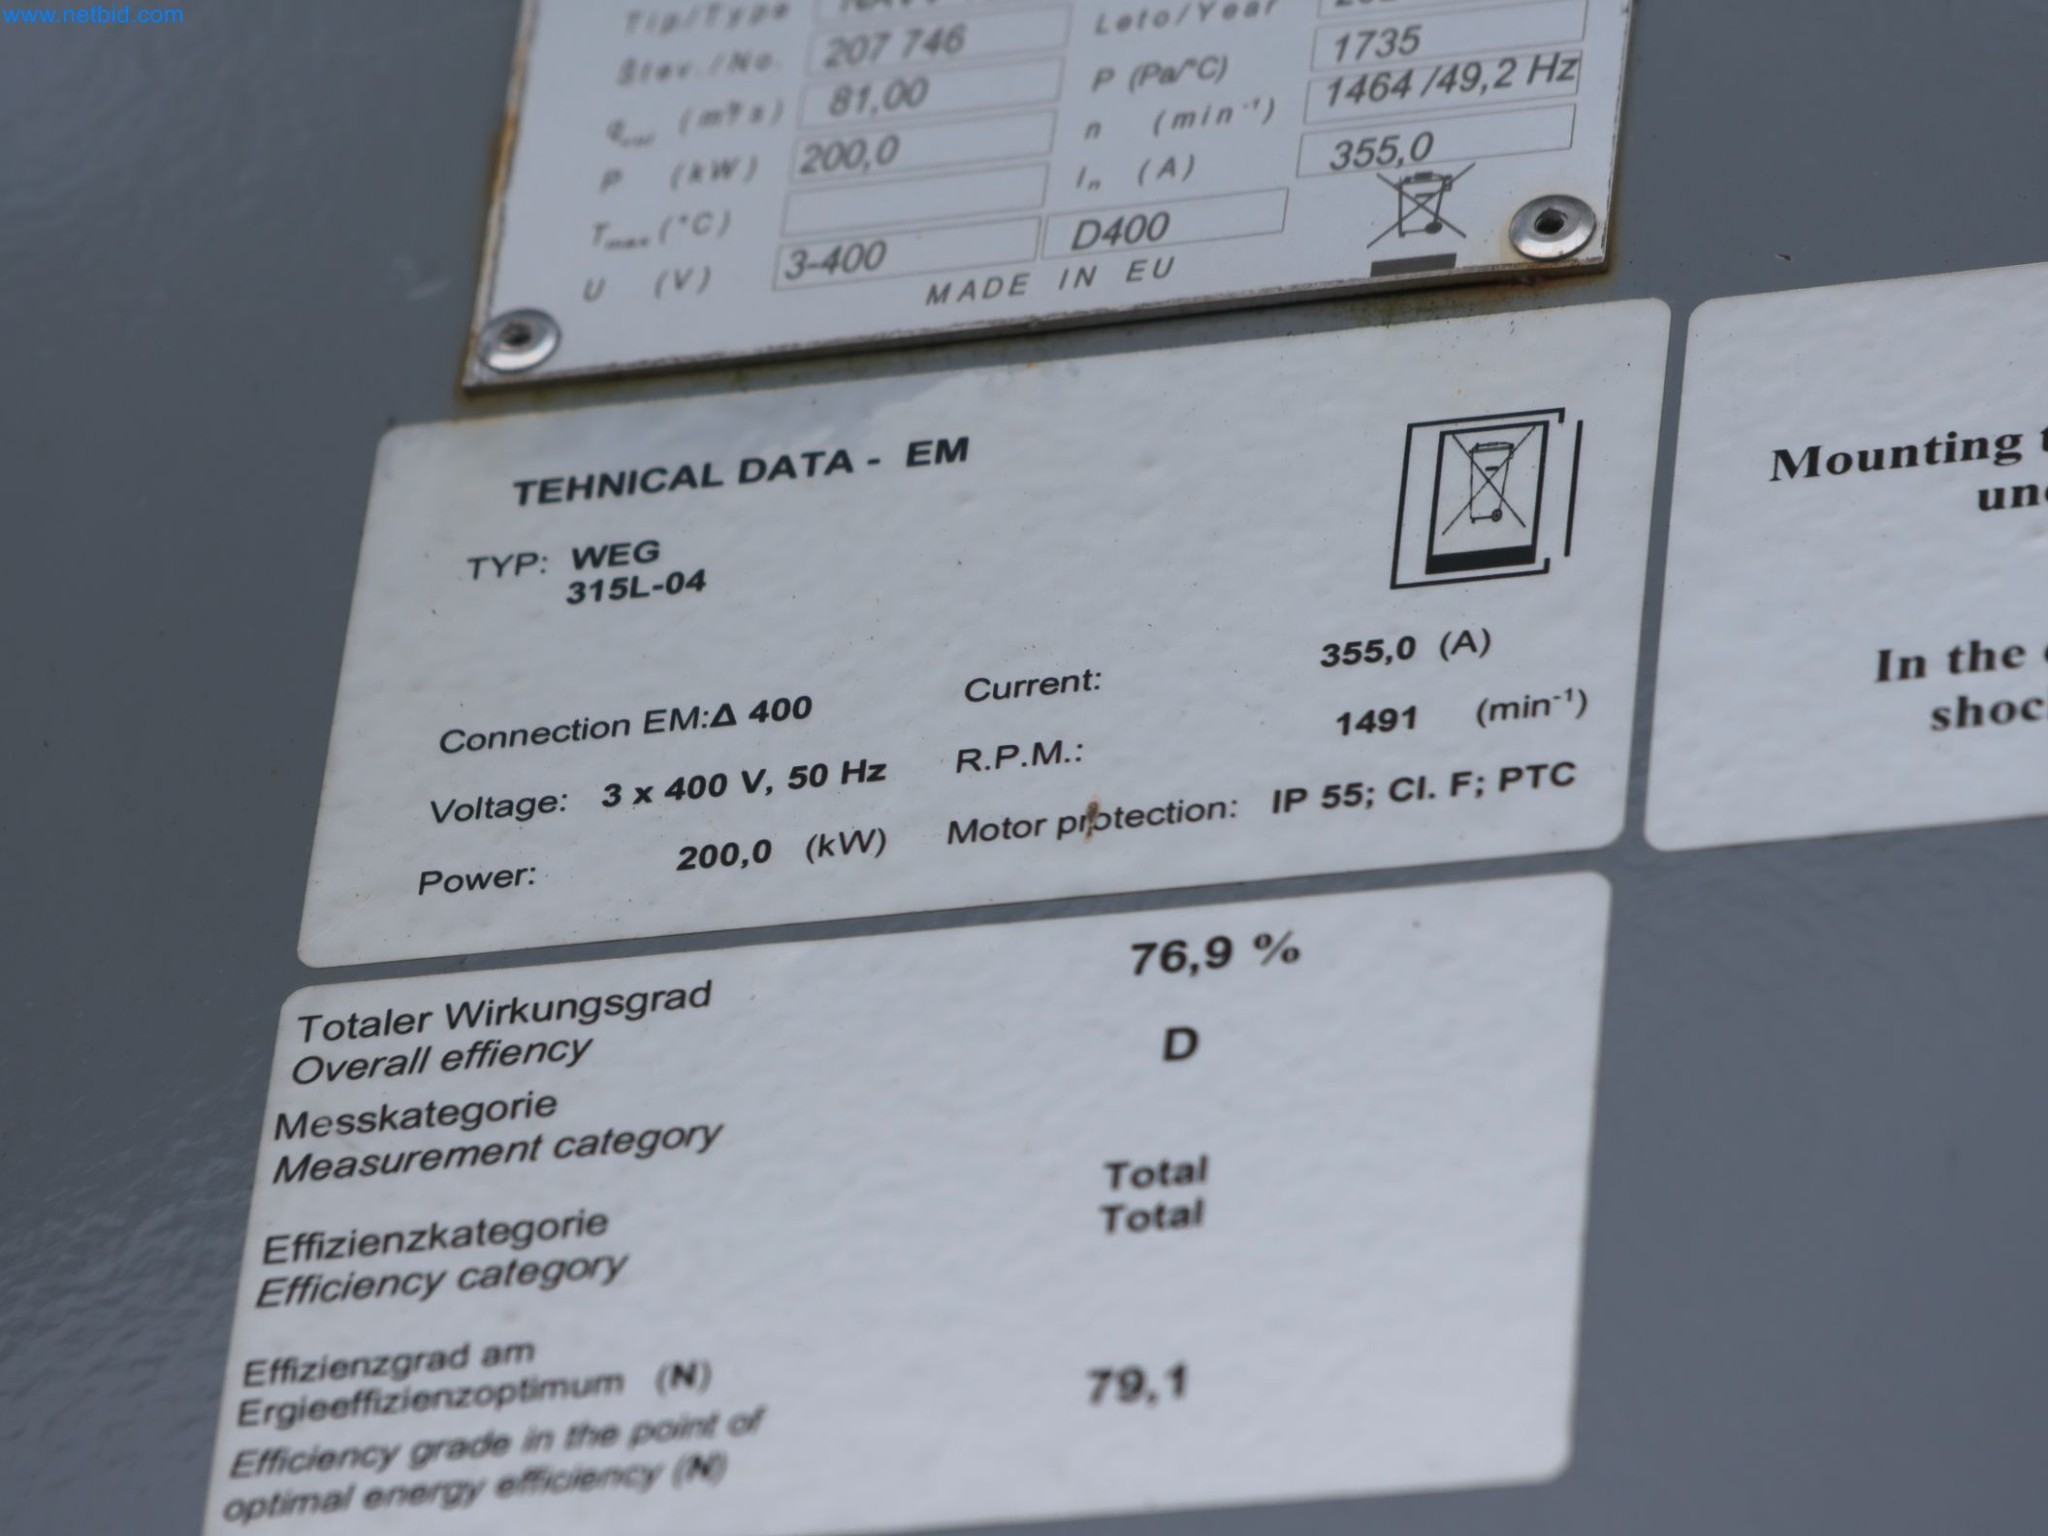 www.netbid.com
Tip/Type
Leto/Year
Štev./No. 207 746
P (Pa/°C) 1735
(m³/s) 81,00
n (min⁻¹) 1464 /49,2 Hz
P (kW) 200,0
Iₙ (A) 355,0
Tmax (°C)
U (V) 3-400 D400
MADE IN EU
TEHNICAL DATA - EM
TYP: WEG
315L-04
Connection EM:Δ 400
Current: 355,0 (A)
Voltage: 3 x 400 V, 50 Hz
R.P.M.: 1491 (min⁻¹)
Power: 200,0 (kW)
Motor protection: IP 55; Cl. F; PTC
Mounting
In the
Totaler Wirkungsgrad 76,9 %
Overall effiency
Messkategorie D
Measurement category
Effizienzkategorie Total
Efficiency category Total
Effizienzgrad am
Ergieeffizienzoptimum (N) 79,1
Efficiency grade in the point of
optimal energy efficiency (N)